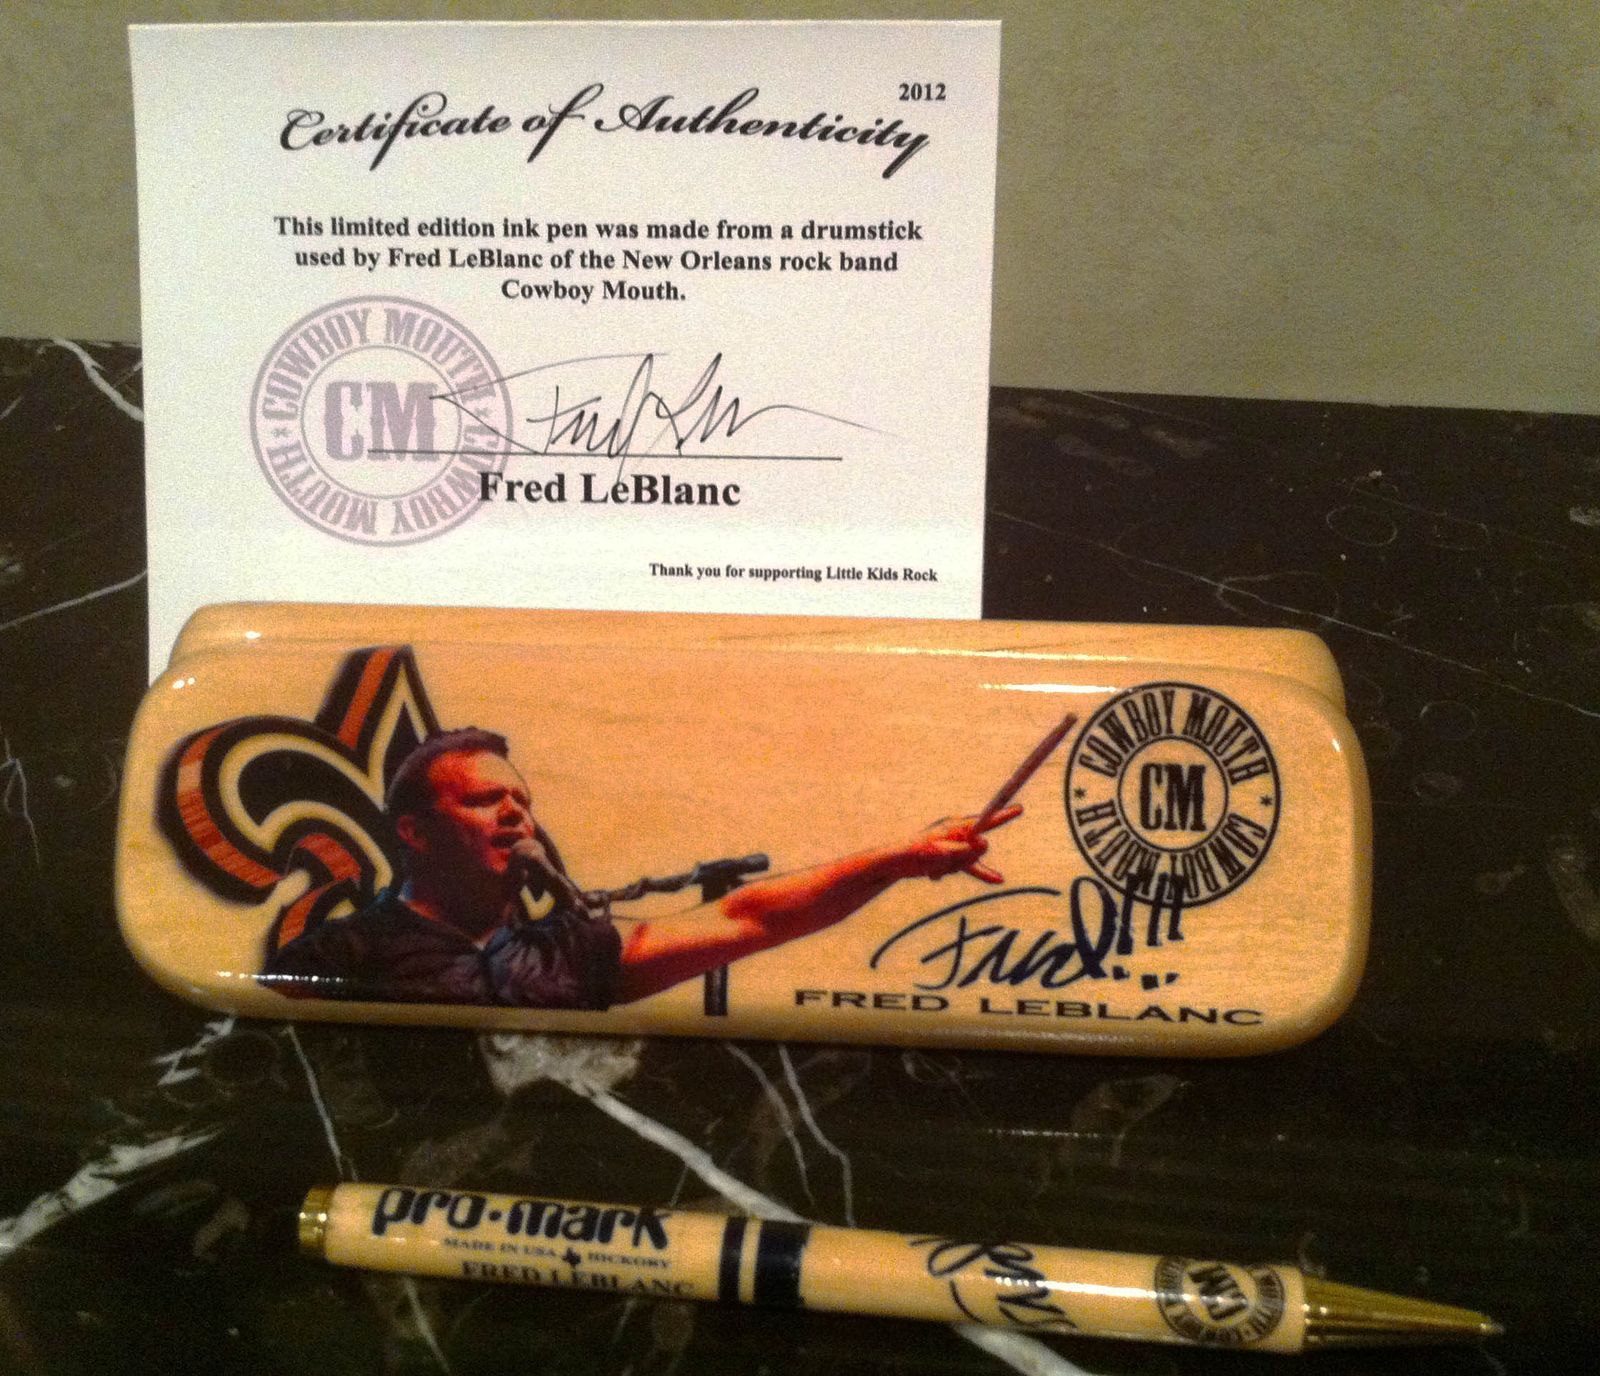 2012
Certificate of Authenticity
This limited edition ink pen was made from a drumstick
used by Fred LeBlanc of the New Orleans rock band
Cowboy Mouth.
COWBOY MOUTH * COWBOY MOUTH *
CM
Fred LeBlanc
Thank you for supporting Little Kids Rock
COWBOY MOUTH * COWBOY MOUTH *
CM
Fred!!!
FRED LEBLANC
pro•mark
MADE IN USA HICKORY
FRED LEBLANC
CM